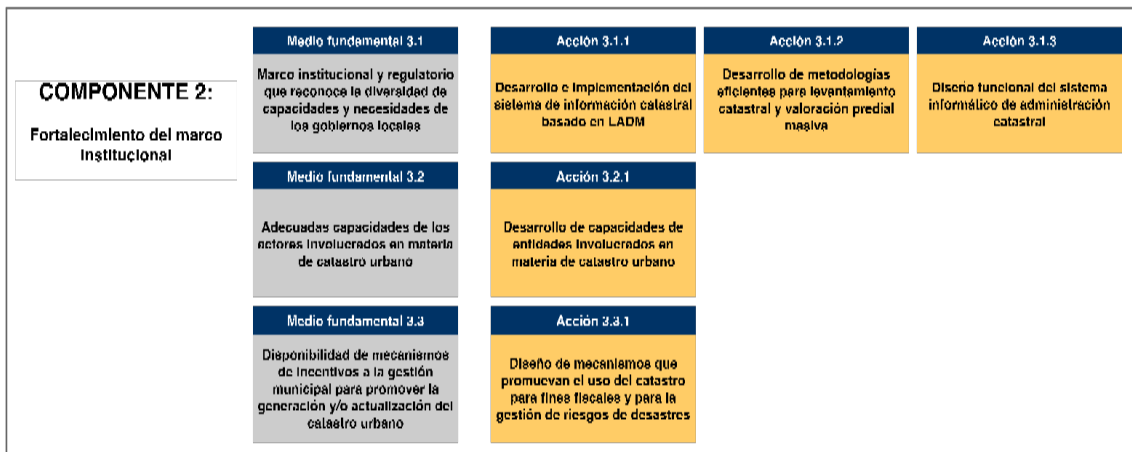 COMPONENTE 2:
Fortalecimiento del marco
institucional
Medio fundamental 3.1
Marco institucional y regulatorio
que reconoce la diversidad de
capacidades y necesidades de
los gobiernos locales
Acción 3.1.1
Desarrollo e implementación del
sistema de información catastral
basado en LADM
Acción 3.1.2
Desarrollo de metodologías
eficientes para levantamiento
catastral y valoración predial
masiva
Acción 3.1.3
Diseño funcional del sistema
informático de administración
catastral
Medio fundamental 3.2
Adecuadas capacidades de los
actores involucrados en materia
de catastro urbano
Acción 3.2.1
Desarrollo de capacidades de
entidades involucrados en
materia de catastro urbano
Medio fundamental 3.3
Disponibilidad de mecanismos
de incentivos a la gestión
municipal para promover la
generación y/o actualización del
catastro urbano
Acción 3.3.1
Diseño de mecanismos que
promuevan el uso del catastro
para fines fiscales y para la
gestión de riesgos de desastres